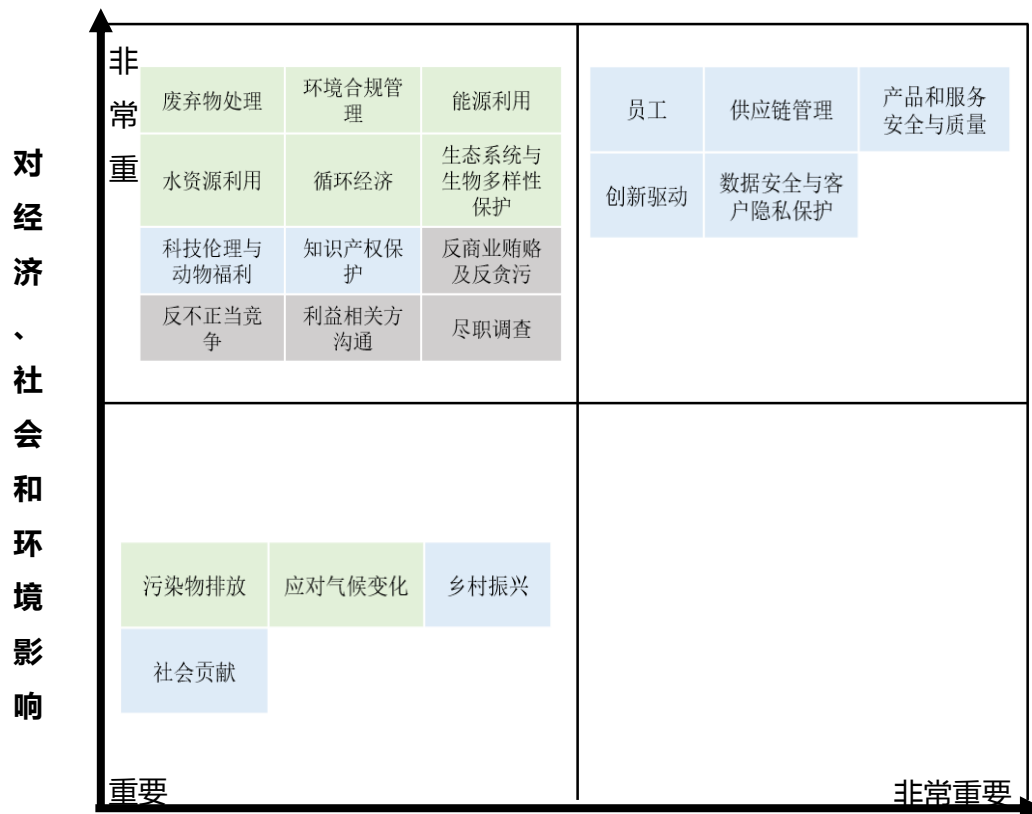 对经济、社会和环境影响
非常重
废弃物处理
环境合规管
理
能源利用
水资源利用
循环经济
生态系统与
生物多样性
保护
科技伦理与
动物福利
知识产权保
护
反商业贿赂
及反贪污
反不正当竞
争
利益相关方
沟通
尽职调查
员工
供应链管理
产品和服务
安全与质量
创新驱动
数据安全与客
户隐私保护
污染物排放
应对气候变化
乡村振兴
社会贡献
重要
非常重要